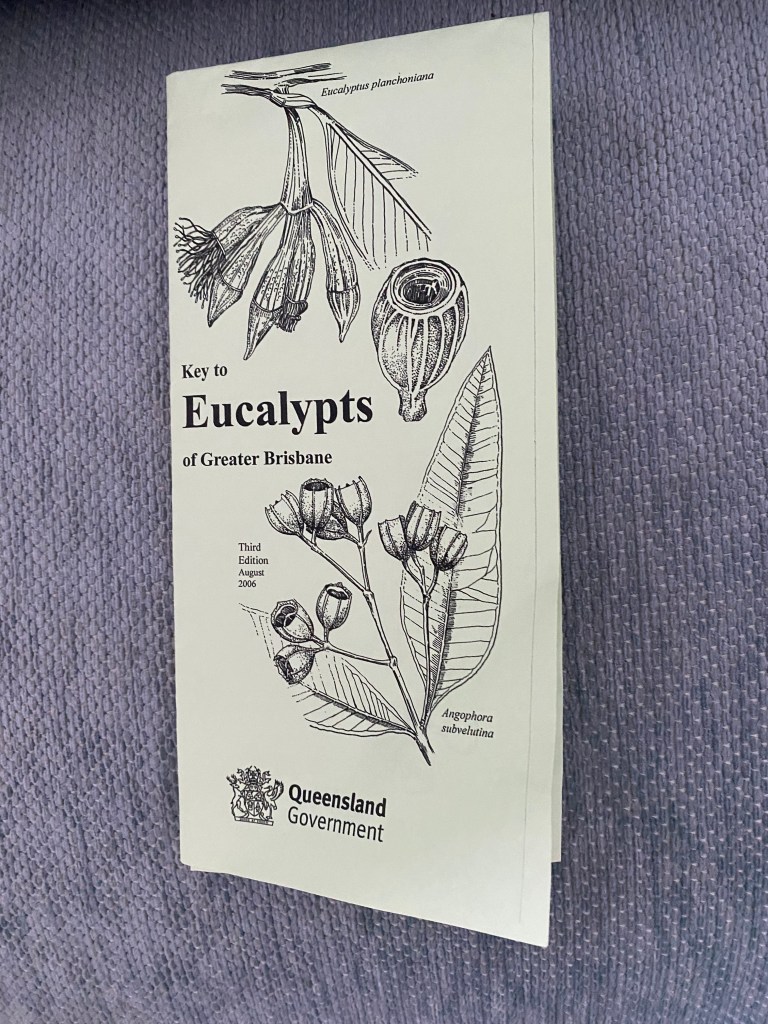 Eucalyptus planchoniana
Key to
Eucalypts
of Greater Brisbane
Third
Edition
August
2006
Angophora
subvelutina
Queensland
Government